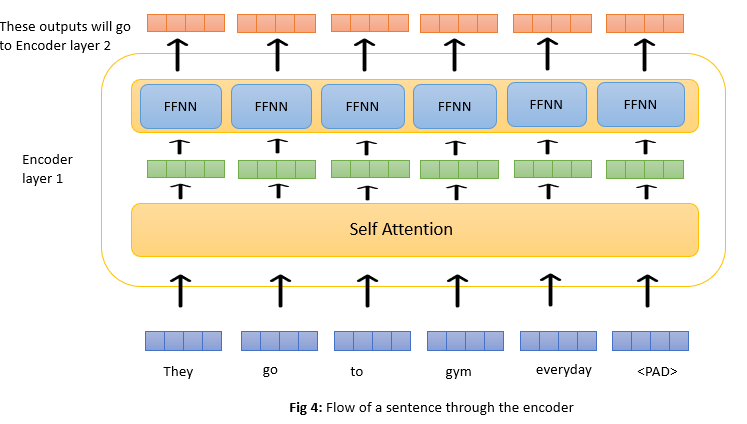 These outputs will go
to Encoder layer 2
FFNN FFNN FFNN FFNN FFNN FFNN
Encoder
layer 1
Self Attention
They go to gym everyday <PAD>
Fig 4: Flow of a sentence through the encoder